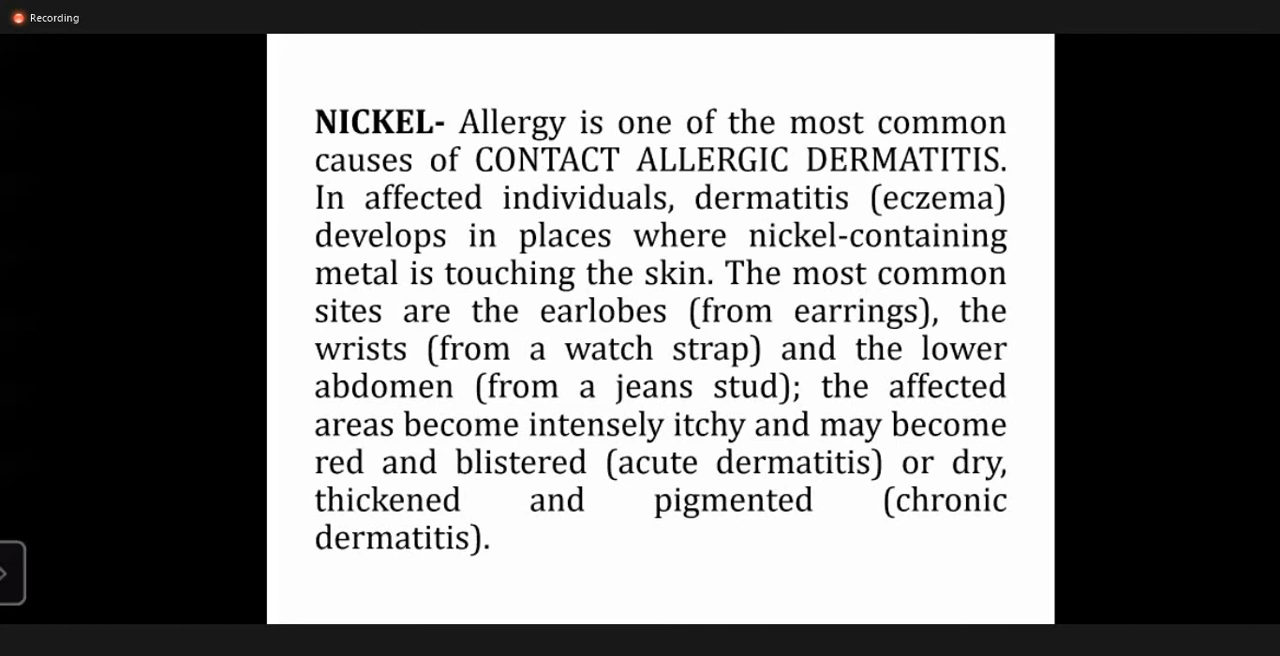 Recording
NICKEL- Allergy is one of the most common
causes of CONTACT ALLERGIC DERMATITIS.
In affected individuals, dermatitis (eczema)
develops in places where nickel-containing
metal is touching the skin. The most common
sites are the earlobes (from earrings), the
wrists (from a watch strap) and the lower
abdomen (from a jeans stud); the affected
areas become intensely itchy and may become
red and blistered (acute dermatitis) or dry,
thickened and pigmented (chronic
dermatitis).